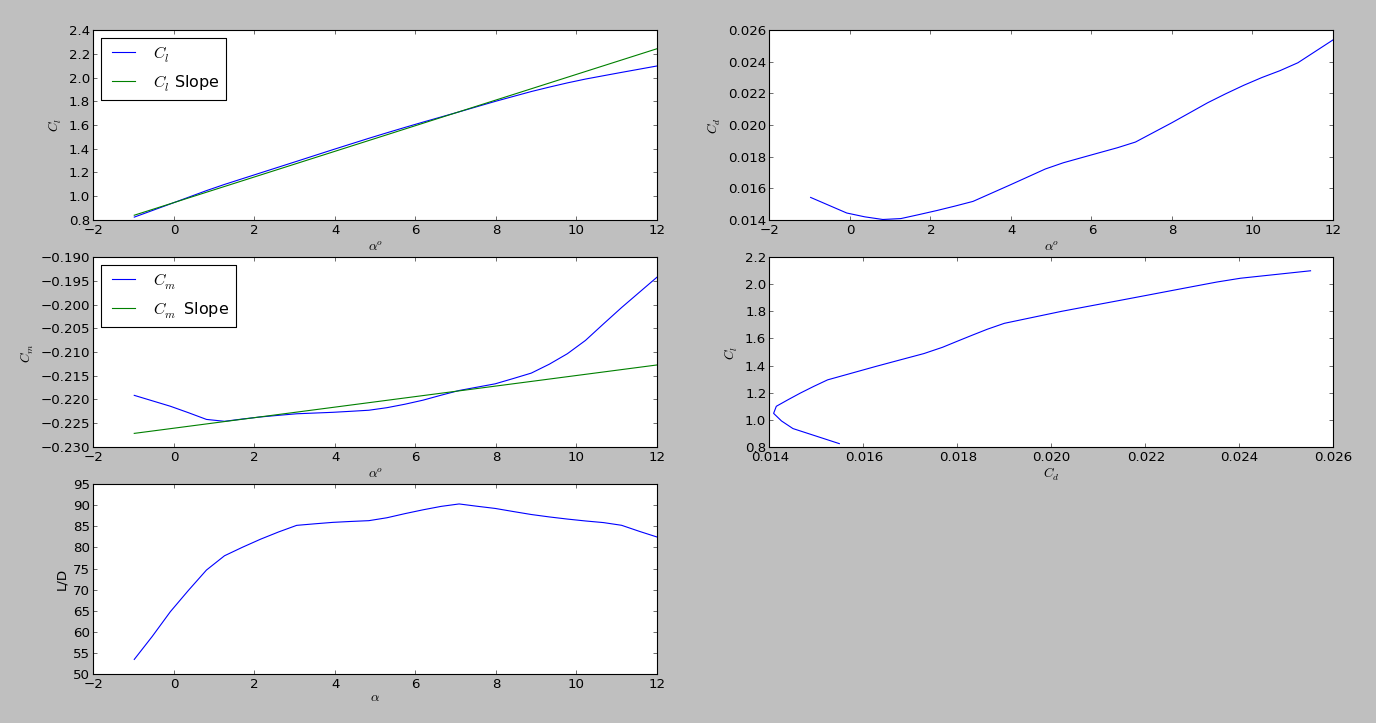 2.4
2.2
2.0
1.8
1.6
1.4
1.2
1.0
0.8
C_l
C_l
C_l Slope
−2 0 2 4 6 8 10 12
α^o
0.026
0.024
0.022
0.020
0.018
0.016
0.014
C_d
−2 0 2 4 6 8 10 12
α^o
−0.190
−0.195
−0.200
−0.205
−0.210
−0.215
−0.220
−0.225
−0.230
C_m
C_m
C_m Slope
−2 0 2 4 6 8 10 12
α^o
2.2
2.0
1.8
1.6
1.4
1.2
1.0
0.8
C_l
0.014 0.016 0.018 0.020 0.022 0.024 0.026
C_d
95
90
85
80
75
70
65
60
55
50
L/D
−2 0 2 4 6 8 10 12
α